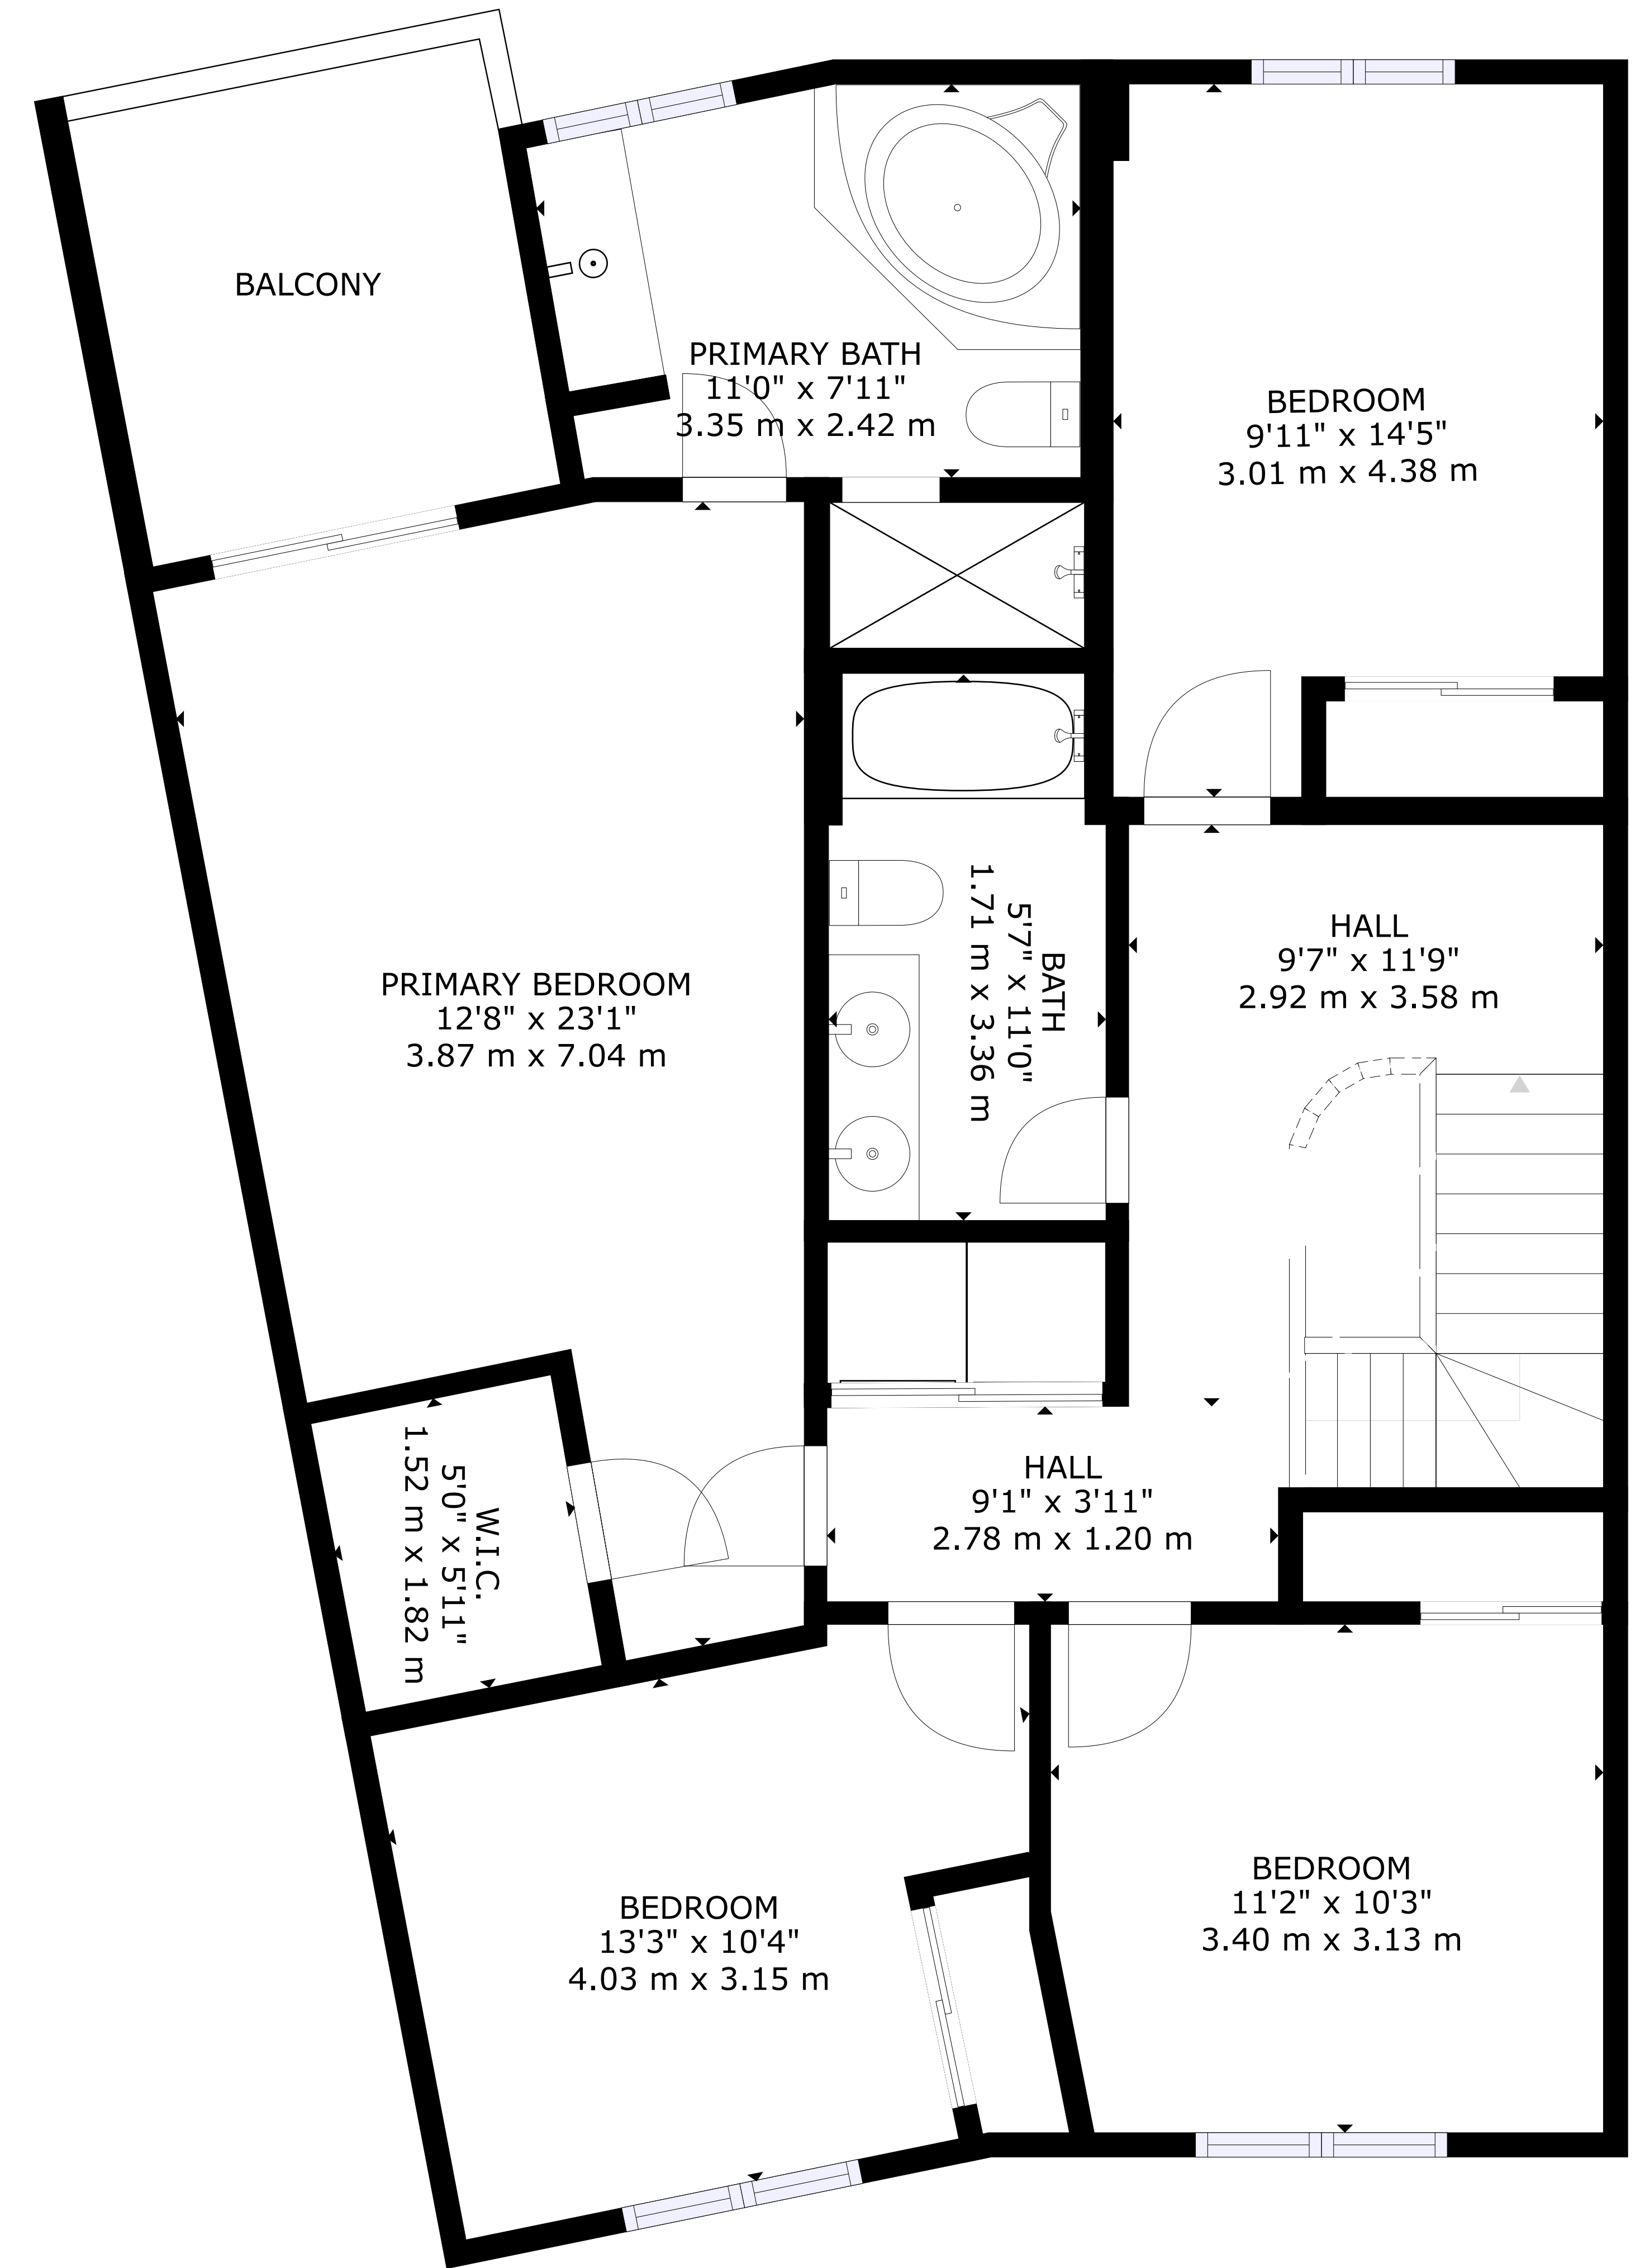 BALCONY
PRIMARY BATH
11'0" x 7'11"
3.35 m x 2.42 m
BEDROOM
9'11" x 14'5"
3.01 m x 4.38 m
PRIMARY BEDROOM
12'8" x 23'1"
3.87 m x 7.04 m
BATH
5'7" x 11'0"
1.71 m x 3.36 m
HALL
9'7" x 11'9"
2.92 m x 3.58 m
W.I.C.
5'0" x 5'11"
1.52 m x 1.82 m
HALL
9'1" x 3'11"
2.78 m x 1.20 m
BEDROOM
13'3" x 10'4"
4.03 m x 3.15 m
BEDROOM
11'2" x 10'3"
3.40 m x 3.13 m